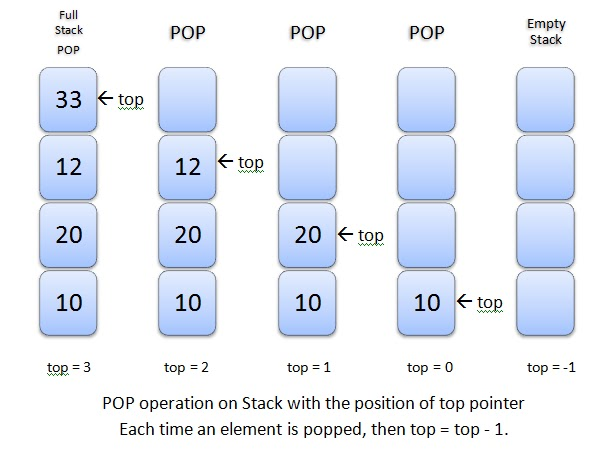 Full
Stack
POP
POP
POP
POP
Empty
Stack
33 ← top
12
12 ← top
20
20
20 ← top
10
10
10
10 ← top
top = 3
top = 2
top = 1
top = 0
top = -1
POP operation on Stack with the position of top pointer
Each time an element is popped, then top = top - 1.